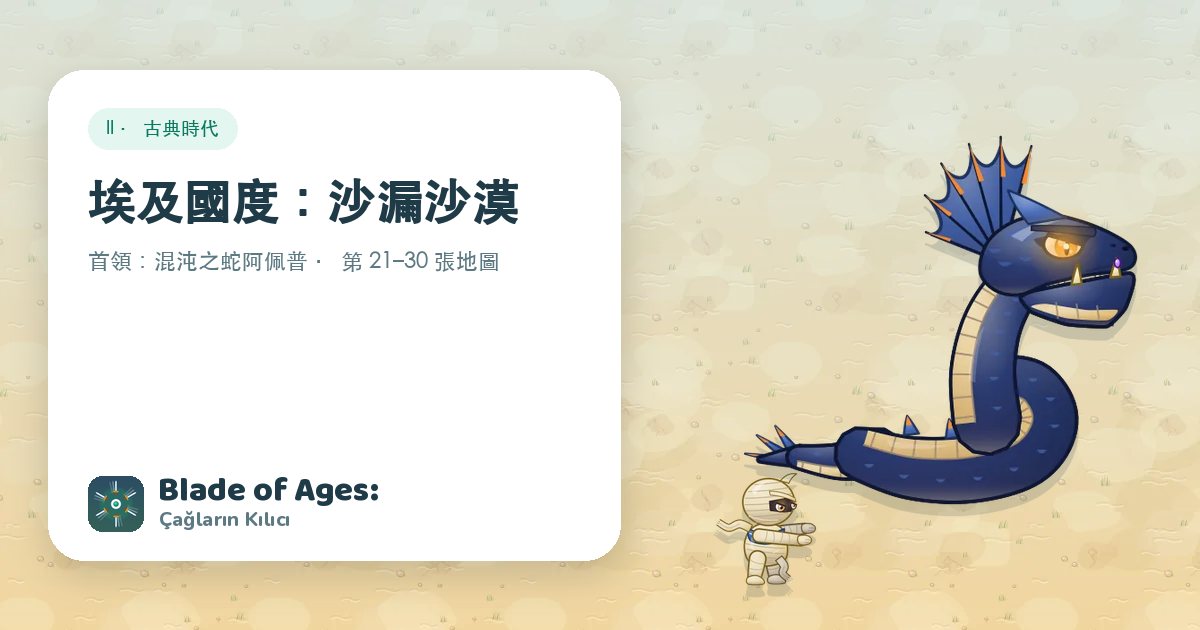 II · 古典時代
埃及國度：沙漏沙漠
首領：混沌之蛇阿佩普 · 第 21–30 張地圖
Blade of Ages:
Çağların Kılıcı